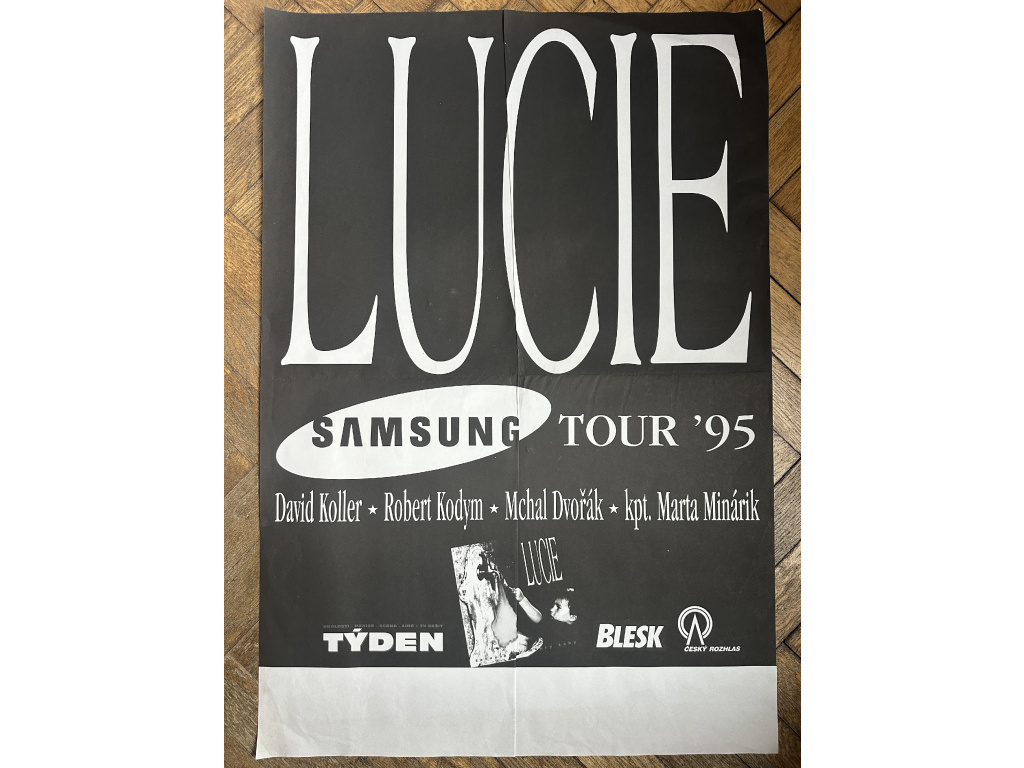 LUCIE
SAMSUNG TOUR '95
David Koller ★ Robert Kodym ★ Mchal Dvořák ★ kpt. Marta Minárik
LUCIE
TÝDEN
BLESK
ČESKÝ ROZHLAS